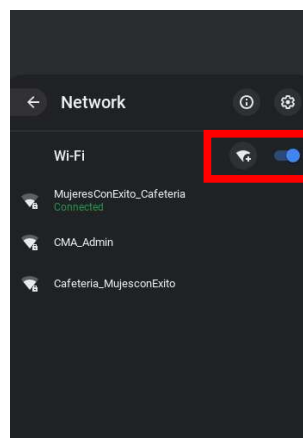 Network
Wi-Fi
MujeresConExito_Cafeteria
Connected
CMA_Admin
Cafeteria_MujesconExito